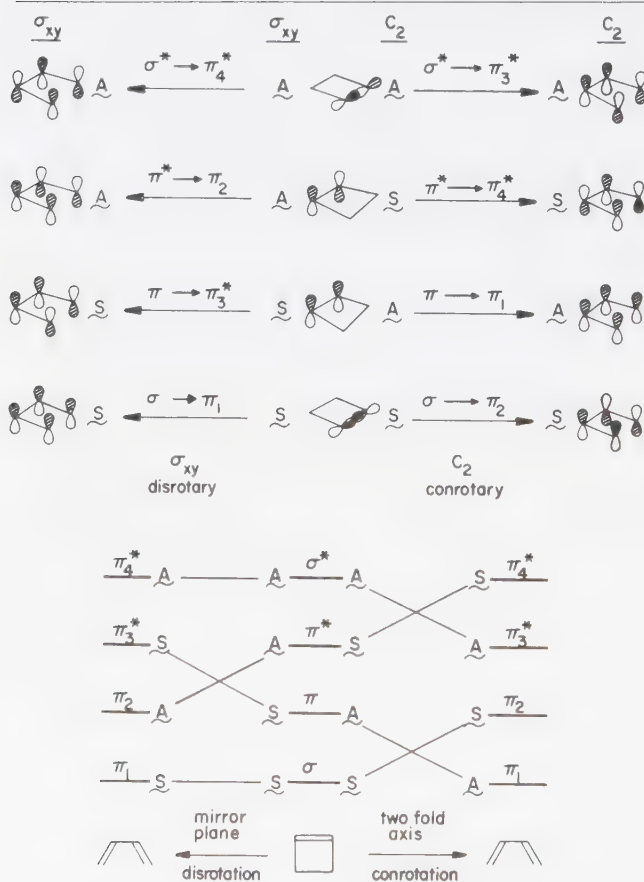 σxy σxy C2 C2
A σ* → π4* A A σ* → π3* A
A π* → π2 A S π* → π4* S
S π → π3* S A π → π1 A
S σ → π1 S S σ → π2 S
σxy C2
disrotary conrotary
π4* A A σ* A S π4*
π3* S A π* S A π3*
π2 A S π A S π2
π1 S S σ S A π1
mirror plane two fold axis
disrotation conrotation